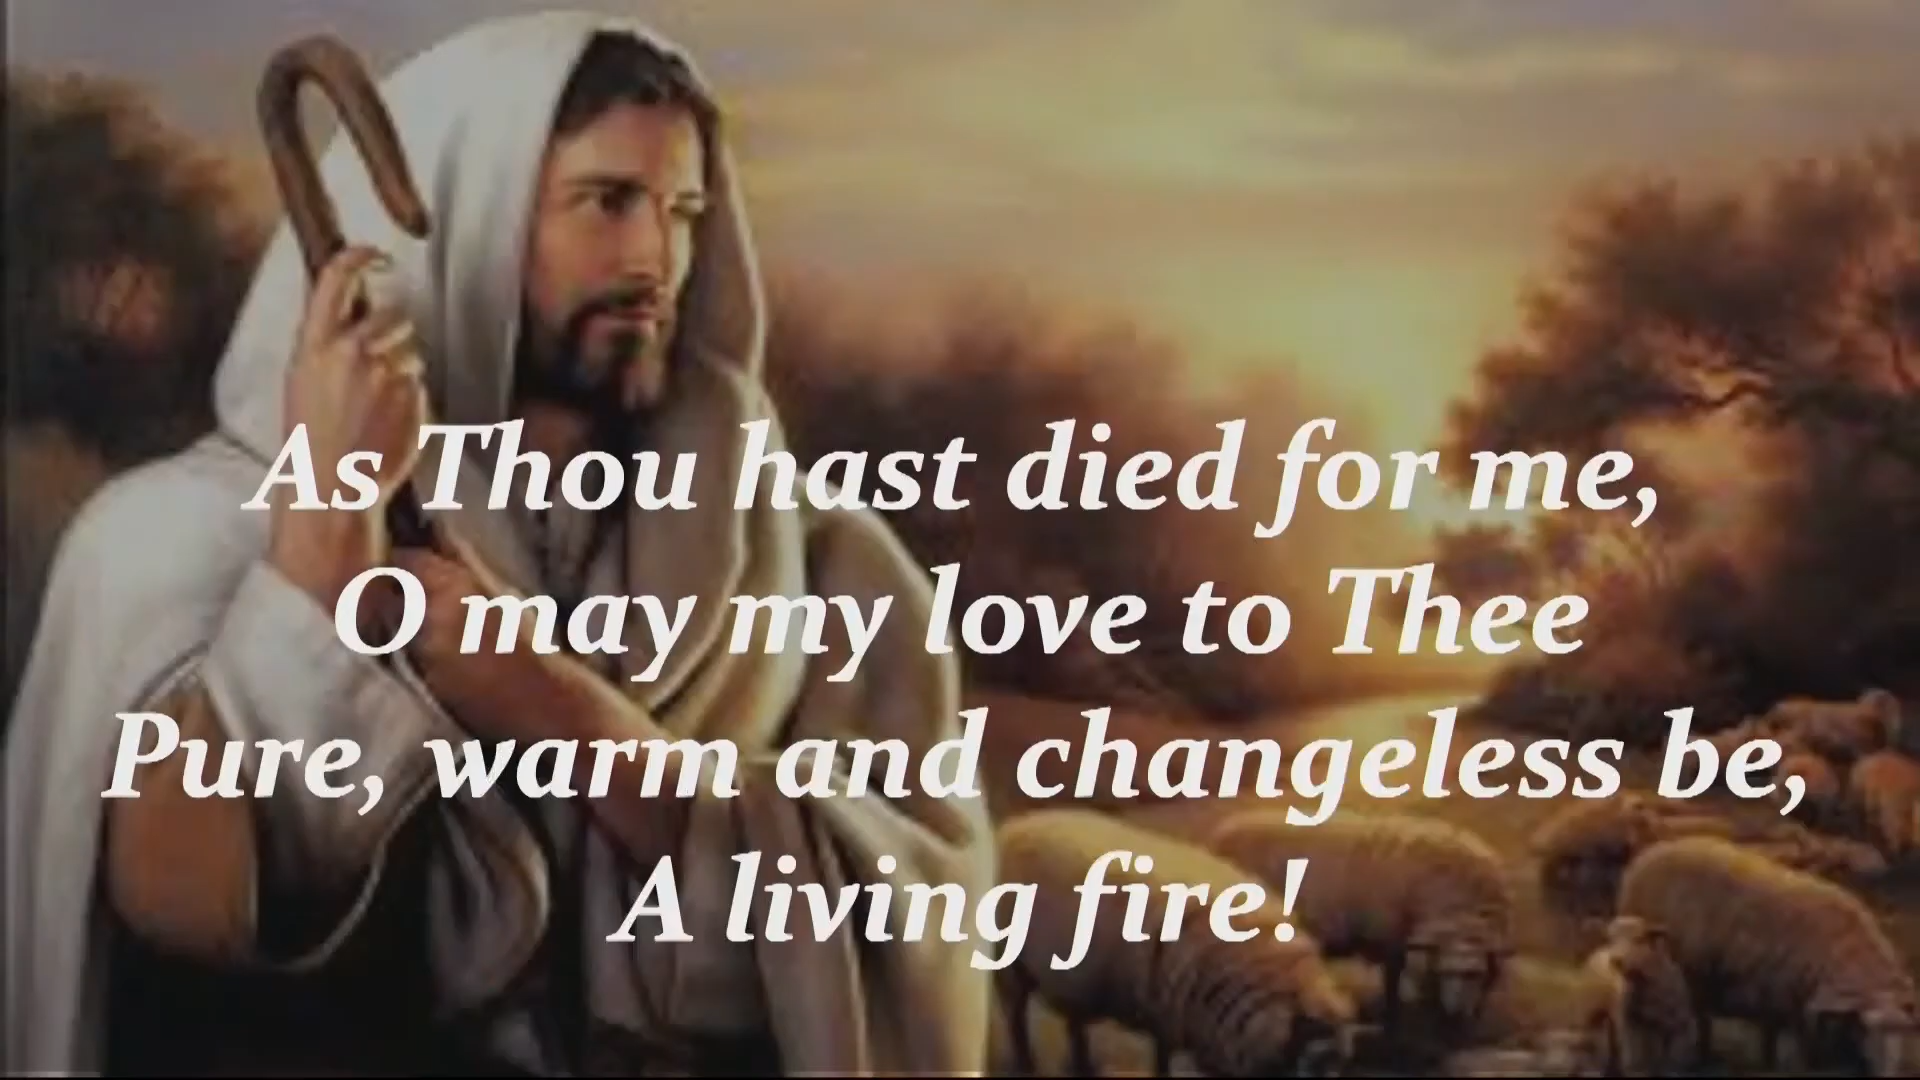 As Thou hast died for me,
O may my love to Thee
Pure, warm and changeless be,
A living fire!